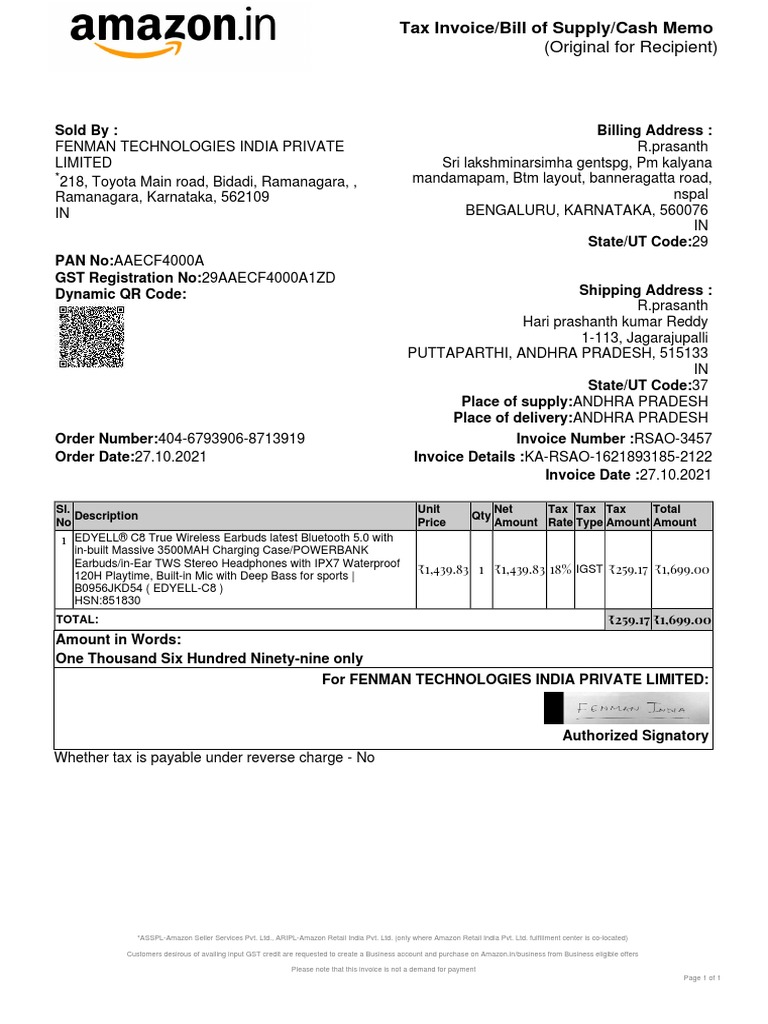 amazon.in
Tax Invoice/Bill of Supply/Cash Memo
(Original for Recipient)
Sold By :
FENMAN TECHNOLOGIES INDIA PRIVATE
LIMITED
*218, Toyota Main road, Bidadi, Ramanagara, ,
Ramanagara, Karnataka, 562109
IN
PAN No:AAECF4000A
GST Registration No:29AAECF4000A1ZD
Dynamic QR Code:
Billing Address :
R.prasanth
Sri lakshminarsimha gentspg, Pm kalyana
mandamapam, Btm layout, banneragatta road,
nspal
BENGALURU, KARNATAKA, 560076
IN
State/UT Code:29
Shipping Address :
R.prasanth
Hari prashanth kumar Reddy
1-113, Jagarajupalli
PUTTAPARTHI, ANDHRA PRADESH, 515133
IN
State/UT Code:37
Place of supply:ANDHRA PRADESH
Place of delivery:ANDHRA PRADESH
Order Number:404-6793906-8713919
Order Date:27.10.2021
Invoice Number :RSAO-3457
Invoice Details :KA-RSAO-1621893185-2122
Invoice Date :27.10.2021
Sl. No Description Unit Price Qty Net Amount Tax Rate Tax Type Tax Amount Total Amount
1 EDYELL® C8 True Wireless Earbuds latest Bluetooth 5.0 with
in-built Massive 3500MAH Charging Case/POWERBANK
Earbuds/in-Ear TWS Stereo Headphones with IPX7 Waterproof
120H Playtime, Built-in Mic with Deep Bass for sports |
B0956JKD54 ( EDYELL-C8 )
HSN:851830
₹1,439.83 1 ₹1,439.83 18% IGST ₹259.17 ₹1,699.00
TOTAL: ₹259.17 ₹1,699.00
Amount in Words:
One Thousand Six Hundred Ninety-nine only
For FENMAN TECHNOLOGIES INDIA PRIVATE LIMITED:
FENMAN INDIA
Authorized Signatory
Whether tax is payable under reverse charge - No
*ASSPL-Amazon Seller Services Pvt. Ltd., ARIPL-Amazon Retail India Pvt. Ltd. (only where Amazon Retail India Pvt. Ltd. fulfillment center is co-located)
Customers desirous of availing input GST credit are requested to create a Business account and purchase on Amazon.in/business from Business eligible offers
Please note that this invoice is not a demand for payment
Page 1 of 1